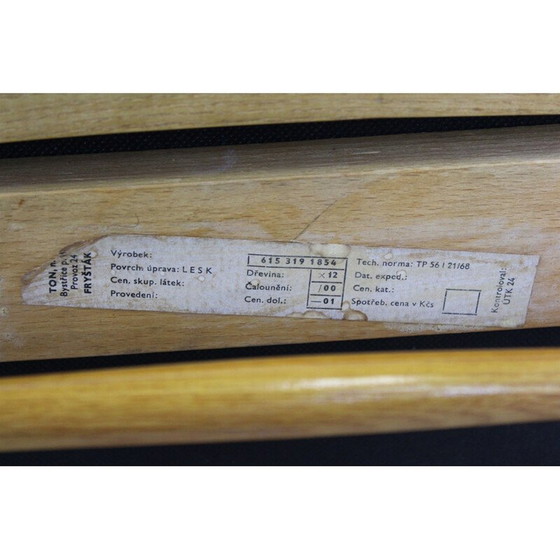 TON, n.
Bystřice p.
Provoz 24
FRYŠTÁK
Výrobek:
Povrch. úprava: LESK
Cen. skup. látek:
Provedení:
615 319 1854
Dřevina: ×12
Čalounění: /00
Cen. dol.: —01
Tech. norma: TP 56 / 21/68
Dat. exped.:
Cen. kat.:
Spotřeb. cena v Kčs
Kontroloval:
ÚTK 24